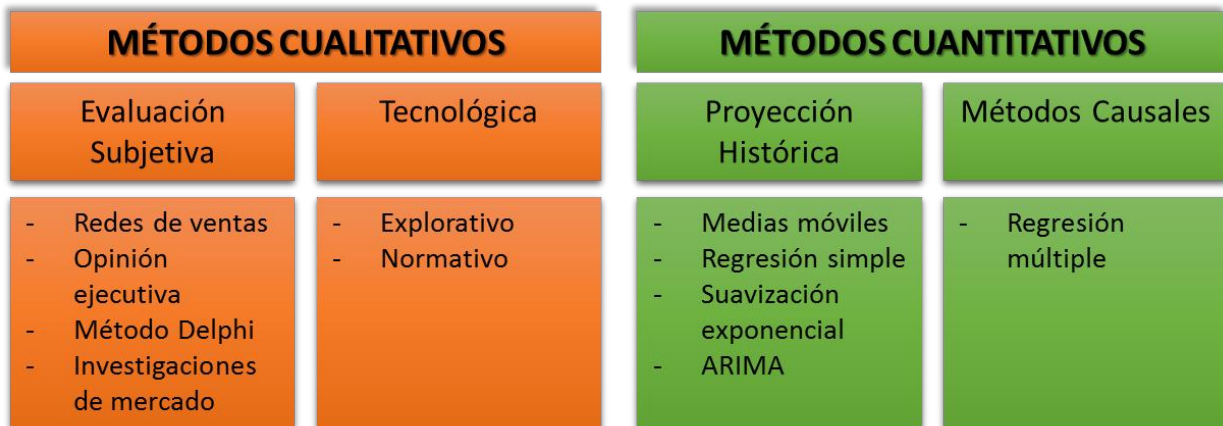 MÉTODOS CUALITATIVOS
Evaluación
Subjetiva
- Redes de ventas
- Opinión
ejecutiva
- Método Delphi
- Investigaciones
de mercado
Tecnológica
- Explorativo
- Normativo
MÉTODOS CUANTITATIVOS
Proyección
Histórica
- Medias móviles
- Regresión simple
- Suavización
exponencial
- ARIMA
Métodos Causales
- Regresión
múltiple